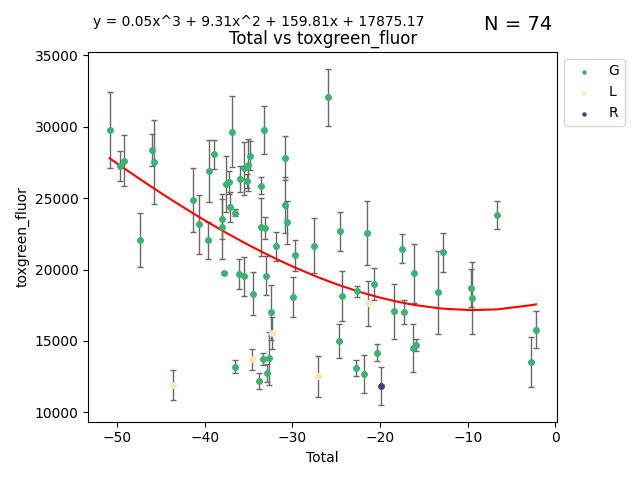 y = 0.05x^3 + 9.31x^2 + 159.81x + 17875.17
N = 74
Total vs toxgreen_fluor
35000
30000
25000
20000
15000
10000
toxgreen_fluor
−50
−40
−30
−20
−10
0
Total
G
L
R